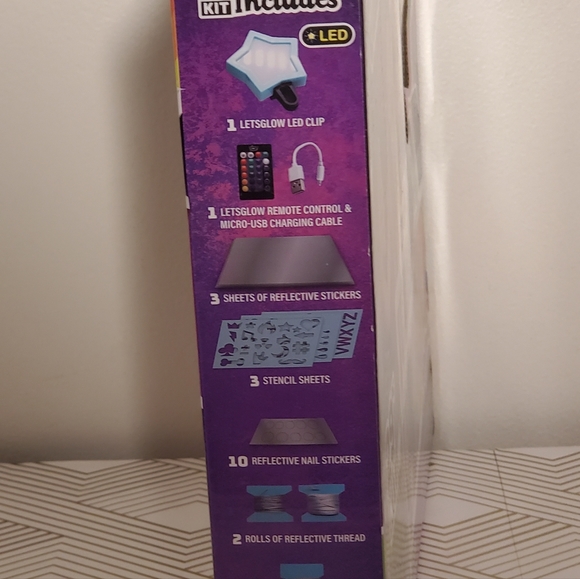 KIT Includes
LED
1 LETSGLOW LED CLIP
1 LETSGLOW REMOTE CONTROL &
MICRO-USB CHARGING CABLE
3 SHEETS OF REFLECTIVE STICKERS
VWXYZ
3 STENCIL SHEETS
10 REFLECTIVE NAIL STICKERS
2 ROLLS OF REFLECTIVE THREAD